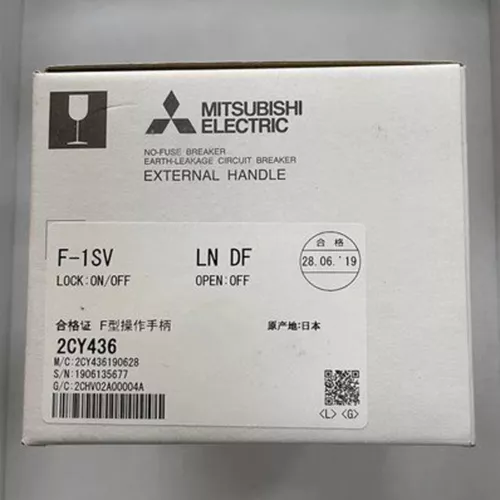 MITSUBISHI
ELECTRIC
NO-FUSE BREAKER
EARTH-LEAKAGE CIRCUIT BREAKER
EXTERNAL HANDLE
F-1SV LN DF
LOCK:ON/OFF OPEN:OFF
合格
28.06.'19
合格证 F型操作手柄 原产地:日本
2CY436
M/C:2CY436190628
S/N:1906135677
G/C:2CHV02A00004A
<L> <G>